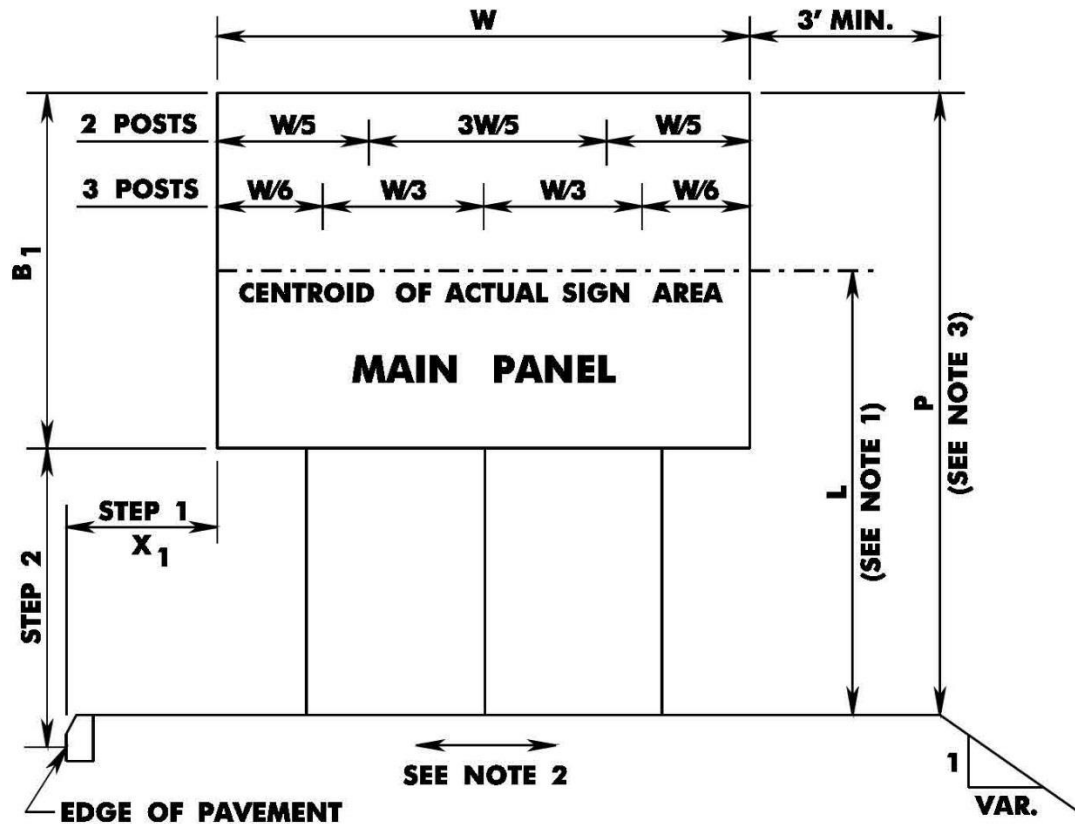 W
3' MIN.
2 POSTS
W/5
3W/5
W/5
3 POSTS
W/6
W/3
W/3
W/6
B1
CENTROID OF ACTUAL SIGN AREA
MAIN PANEL
L
(SEE NOTE 1)
P
(SEE NOTE 3)
STEP 1
X1
STEP 2
SEE NOTE 2
1
VAR.
EDGE OF PAVEMENT